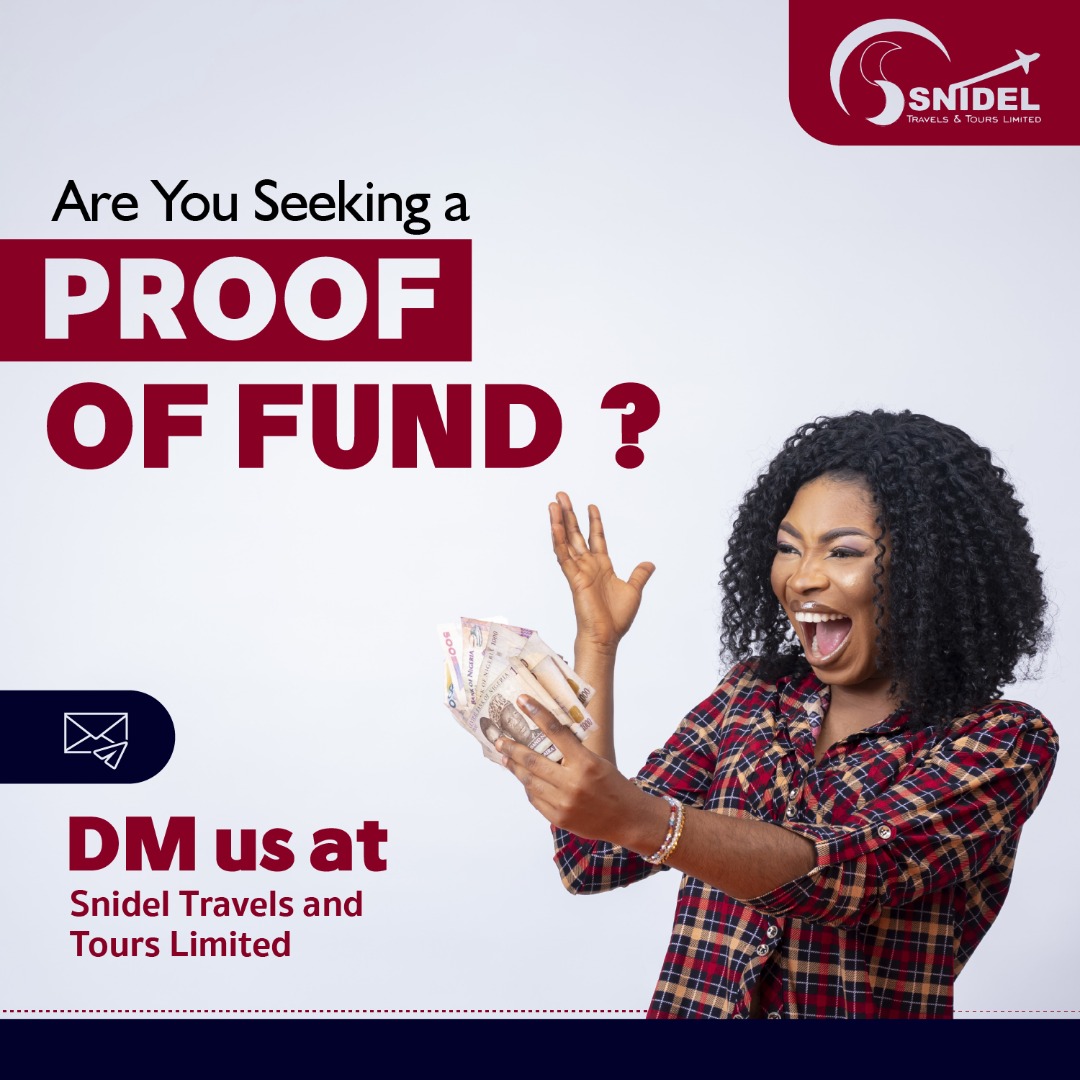 SNIDEL
TRAVELS & TOURS LIMITED
Are You Seeking a
PROOF
OF FUND ?
DM us at
Snidel Travels and
Tours Limited